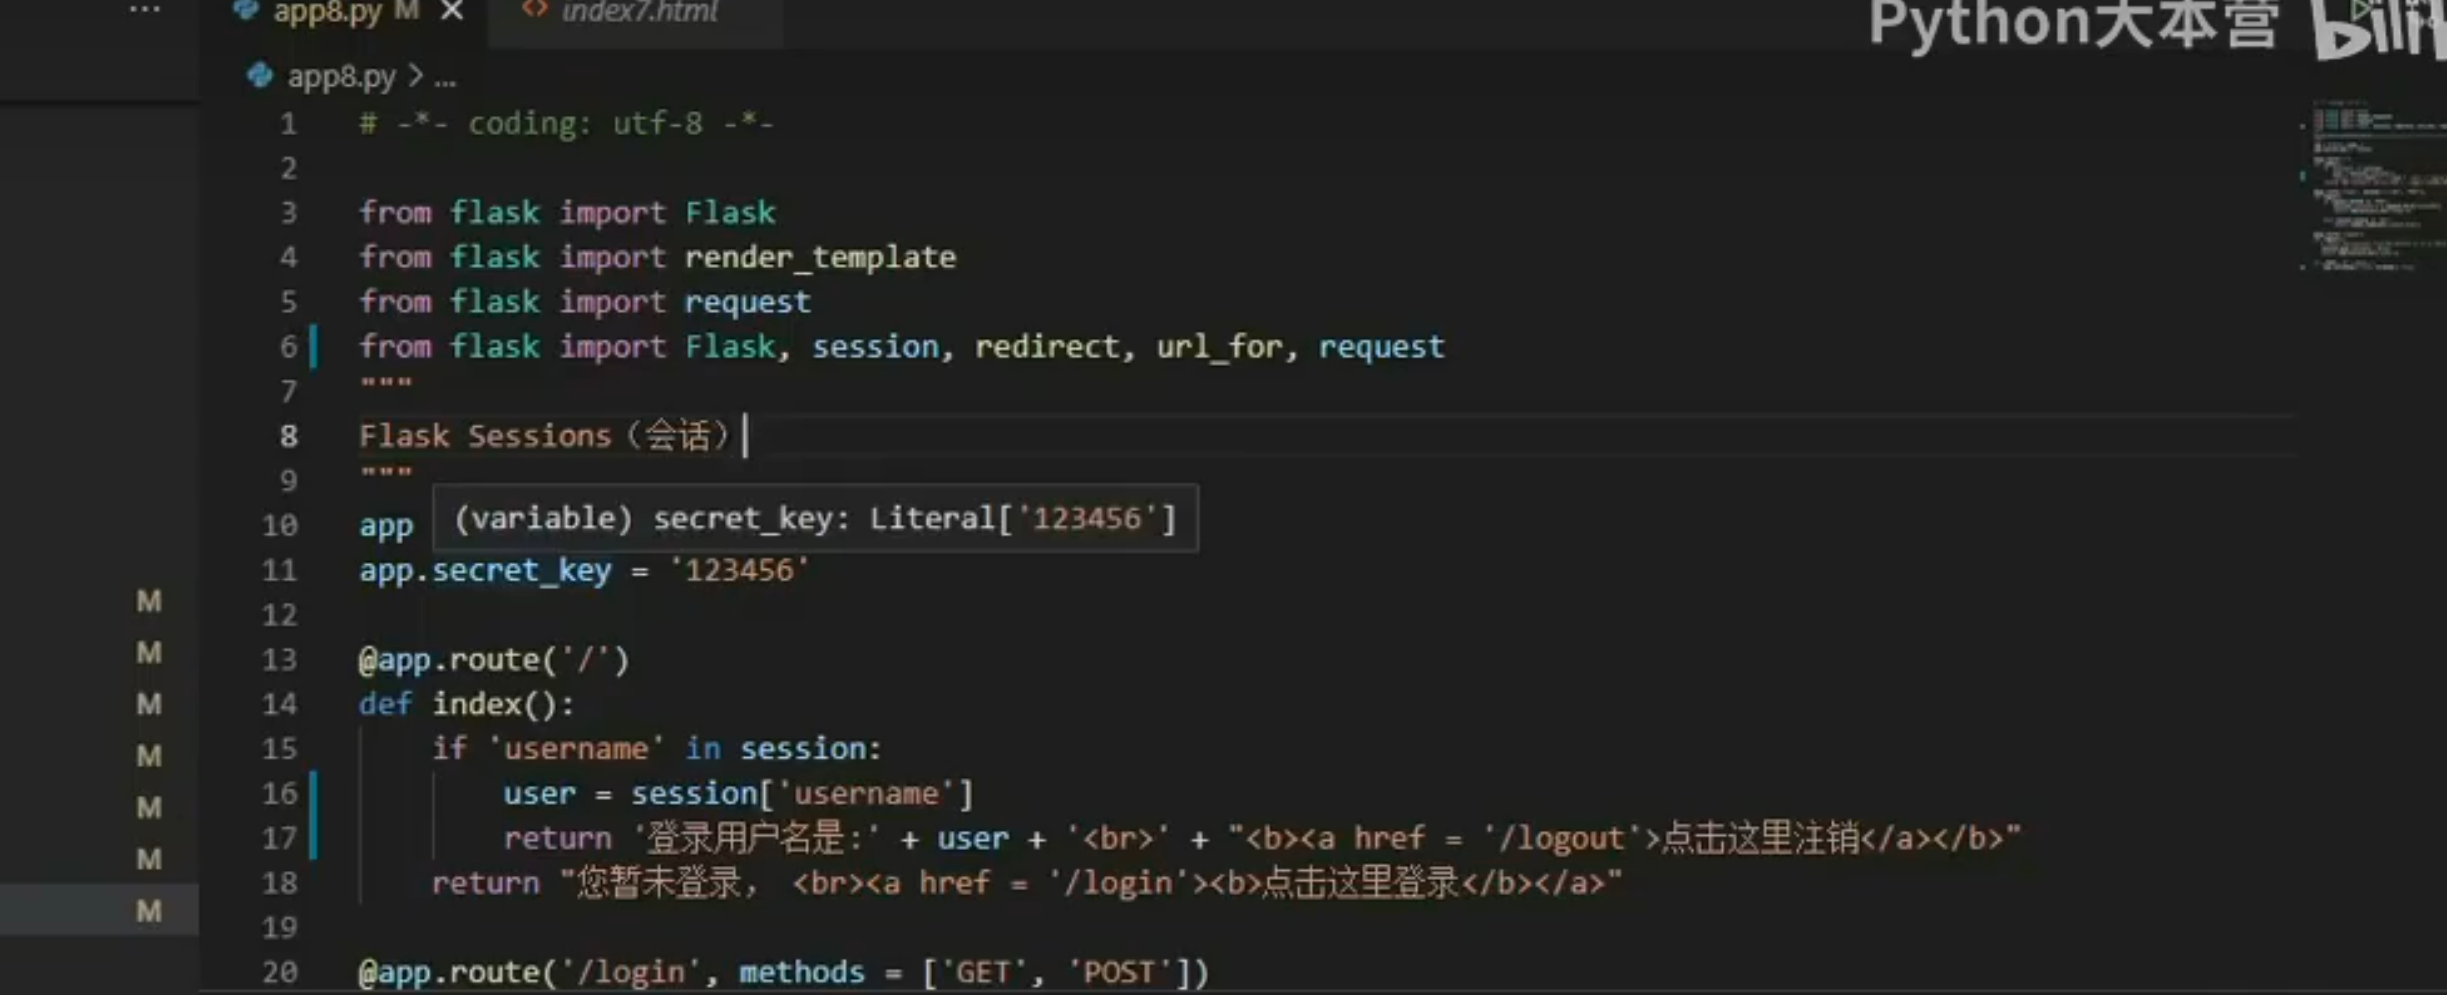 app8.py M
index7.html
Python大本营
app8.py > ...
1 # -*- coding: utf-8 -*-
2
3 from flask import Flask
4 from flask import render_template
5 from flask import request
6 from flask import Flask, session, redirect, url_for, request
7 """
8 Flask Sessions（会话）
9 """
(variable) secret_key: Literal['123456']
10 app
11 app.secret_key = '123456'
12
13 @app.route('/')
14 def index():
15 if 'username' in session:
16 user = session['username']
17 return '登录用户名是:' + user + '<br>' + "<b><a href = '/logout'>点击这里注销</a></b>"
18 return "您暂未登录， <br><a href = '/login'><b>点击这里登录</b></a>"
19
20 @app.route('/login', methods = ['GET', 'POST'])
M
M
M
M
M
M
M